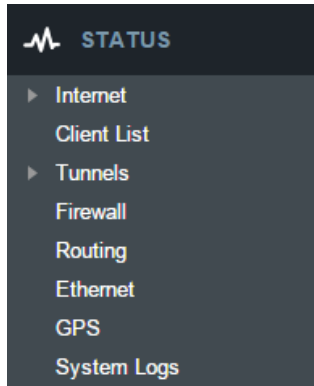 STATUS
Internet
Client List
Tunnels
Firewall
Routing
Ethernet
GPS
System Logs